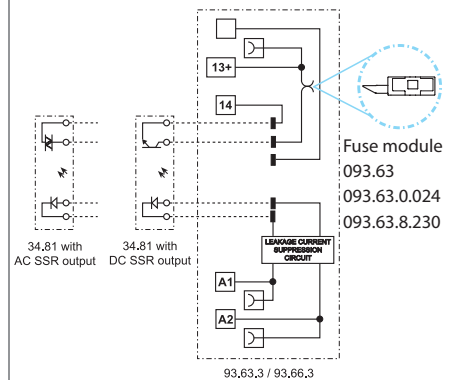 13+
14
Fuse module
093.63
093.63.0.024
093.63.8.230
34.81 with
AC SSR output
34.81 with
DC SSR output
LEAKAGE CURRENT
SUPPRESSION
CIRCUIT
A1
A2
93.63.3 / 93.66.3